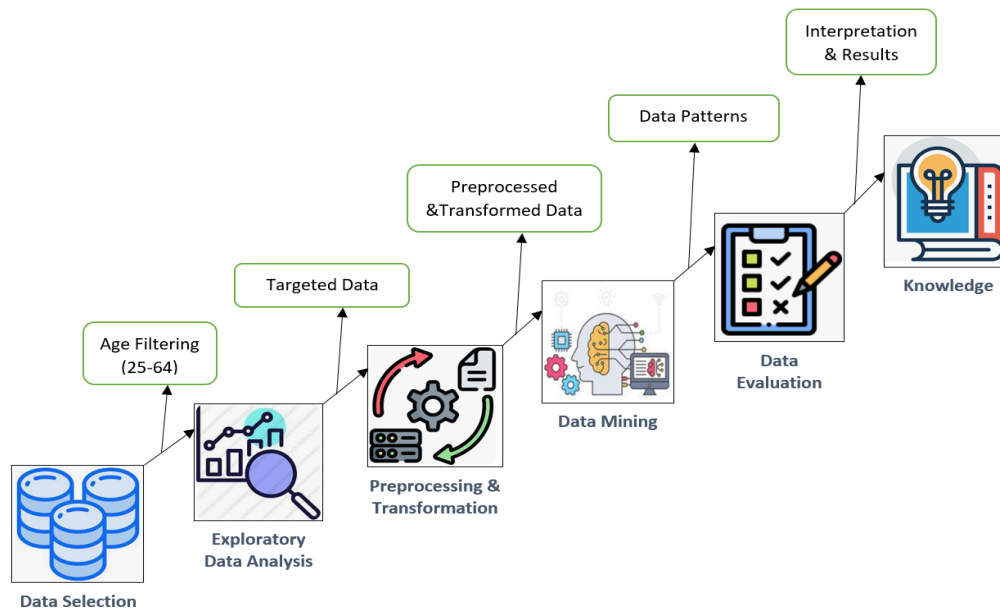 Interpretation
& Results
Data Patterns
Preprocessed
&Transformed Data
Knowledge
Targeted Data
Data
Evaluation
Age Filtering
(25-64)
Data Mining
Preprocessing &
Transformation
Exploratory
Data Analysis
Data Selection